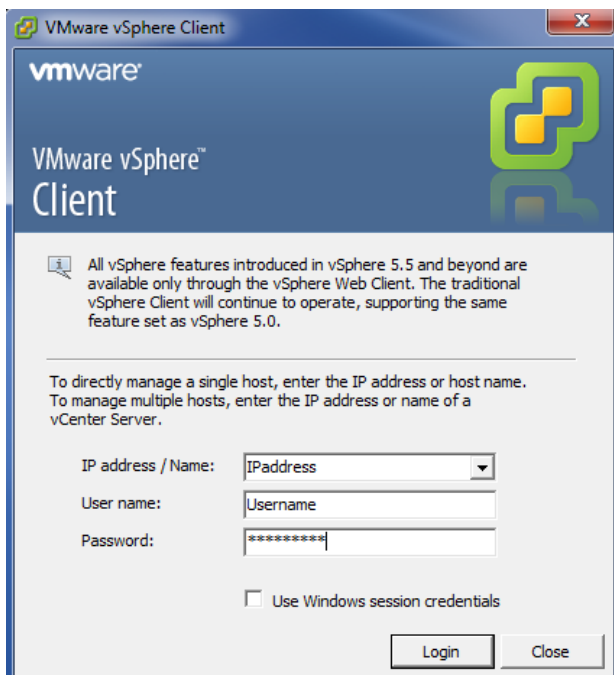 VMware vSphere Client
vmware
VMware vSphere™
Client
All vSphere features introduced in vSphere 5.5 and beyond are
available only through the vSphere Web Client. The traditional
vSphere Client will continue to operate, supporting the same
feature set as vSphere 5.0.
To directly manage a single host, enter the IP address or host name.
To manage multiple hosts, enter the IP address or name of a
vCenter Server.
IP address / Name: IPaddress
User name: Username
Password: *********
Use Windows session credentials
Login Close